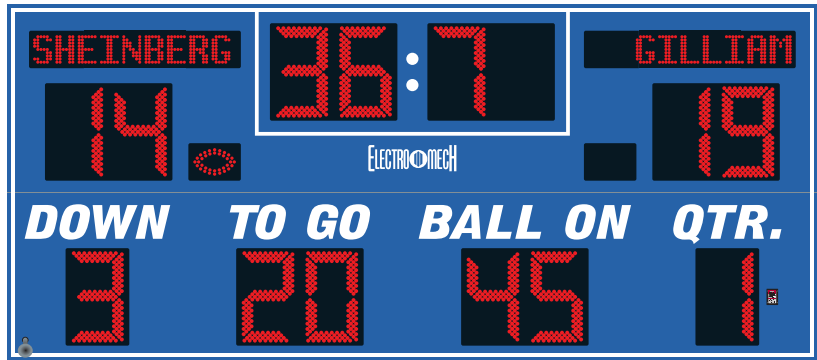 SHEINBERG 36:7 GILLIAM
14 19
ELECTRO MECH
DOWN TO GO BALL ON QTR.
3 20 45 1